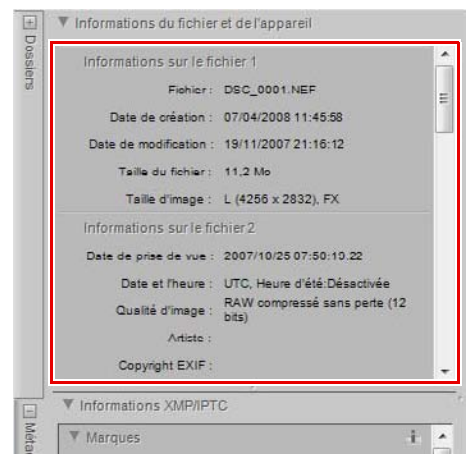 Dossiers
Informations du fichier et de l'appareil
Informations sur le fichier 1
Fichier : DSC_0001.NEF
Date de création : 07/04/2008 11:45:58
Date de modification : 19/11/2007 21:16:12
Taille du fichier : 11,2 Mo
Taille d'image : L (4256 x 2832), FX
Informations sur le fichier 2
Date de prise de vue : 2007/10/25 07:50:19.22
Date et l'heure : UTC, Heure d'été:Désactivée
Qualité d'image : RAW compressé sans perte (12
bits)
Artiste :
Copyright EXIF :
Informations XMP/IPTC
Marques